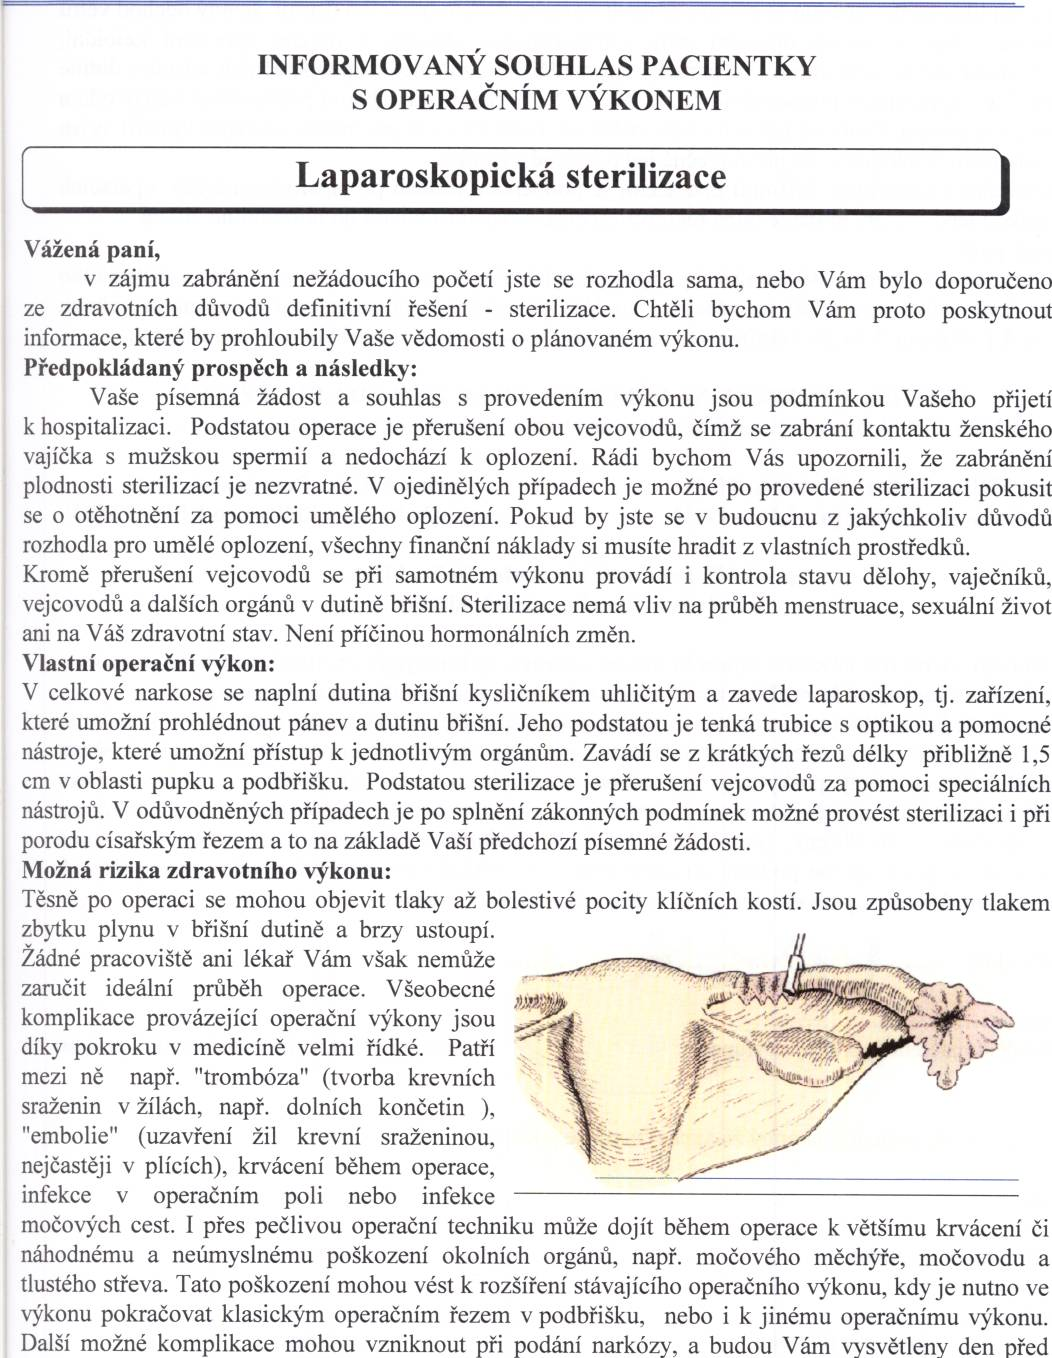 INFORMOVANÝ SOUHLAS PACIENTKY
S OPERAČNÍM VÝKONEM
Laparoskopická sterilizace
Vážená paní,
v zájmu zabránění nežádoucího početí jste se rozhodla sama, nebo Vám bylo doporučeno
ze zdravotních důvodů definitivní řešení - sterilizace. Chtěli bychom Vám proto poskytnout
informace, které by prohloubily Vaše vědomosti o plánovaném výkonu.
Předpokládaný prospěch a následky:
Vaše písemná žádost a souhlas s provedením výkonu jsou podmínkou Vašeho přijetí
k hospitalizaci. Podstatou operace je přerušení obou vejcovodů, čímž se zabrání kontaktu ženského
vajíčka s mužskou spermií a nedochází k oplození. Rádi bychom Vás upozornili, že zabránění
plodnosti sterilizací je nezvratné. V ojedinělých případech je možné po provedené sterilizaci pokusit
se o otěhotnění za pomoci umělého oplození. Pokud by jste se v budoucnu z jakýchkoliv důvodů
rozhodla pro umělé oplození, všechny finanční náklady si musíte hradit z vlastních prostředků.
Kromě přerušení vejcovodů se při samotném výkonu provádí i kontrola stavu dělohy, vaječníků,
vejcovodů a dalších orgánů v dutině břišní. Sterilizace nemá vliv na průběh menstruace, sexuální život
ani na Váš zdravotní stav. Není příčinou hormonálních změn.
Vlastní operační výkon:
V celkové narkose se naplní dutina břišní kysličníkem uhličitým a zavede laparoskop, tj. zařízení,
které umožní prohlédnout pánev a dutinu břišní. Jeho podstatou je tenká trubice s optikou a pomocné
nástroje, které umožní přístup k jednotlivým orgánům. Zavádí se z krátkých řezů délky přibližně 1,5
cm v oblasti pupku a podbřišku. Podstatou sterilizace je přerušení vejcovodů za pomoci speciálních
nástrojů. V odůvodněných případech je po splnění zákonných podmínek možné provést sterilizaci i při
porodu císařským řezem a to na základě Vaší předchozí písemné žádosti.
Možná rizika zdravotního výkonu:
Těsně po operaci se mohou objevit tlaky až bolestivé pocity klíčních kostí. Jsou způsobeny tlakem
zbytku plynu v břišní dutině a brzy ustoupí.
Žádné pracoviště ani lékař Vám však nemůže
zaručit ideální průběh operace. Všeobecné
komplikace provázející operační výkony jsou
díky pokroku v medicíně velmi řídké. Patří
mezi ně např. "trombóza" (tvorba krevních
sraženin v žílách, např. dolních končetin ),
"embolie" (uzavření žil krevní sraženinou,
nejčastěji v plících), krvácení během operace,
infekce v operačním poli nebo infekce
močových cest. I přes pečlivou operační techniku může dojít během operace k většímu krvácení či
náhodnému a neúmyslnému poškození okolních orgánů, např. močového měchýře, močovodu a
tlustého střeva. Tato poškození mohou vést k rozšíření stávajícího operačního výkonu, kdy je nutno ve
výkonu pokračovat klasickým operačním řezem v podbřišku, nebo i k jinému operačnímu výkonu.
Další možné komplikace mohou vzniknout při podání narkózy, a budou Vám vysvětleny den před